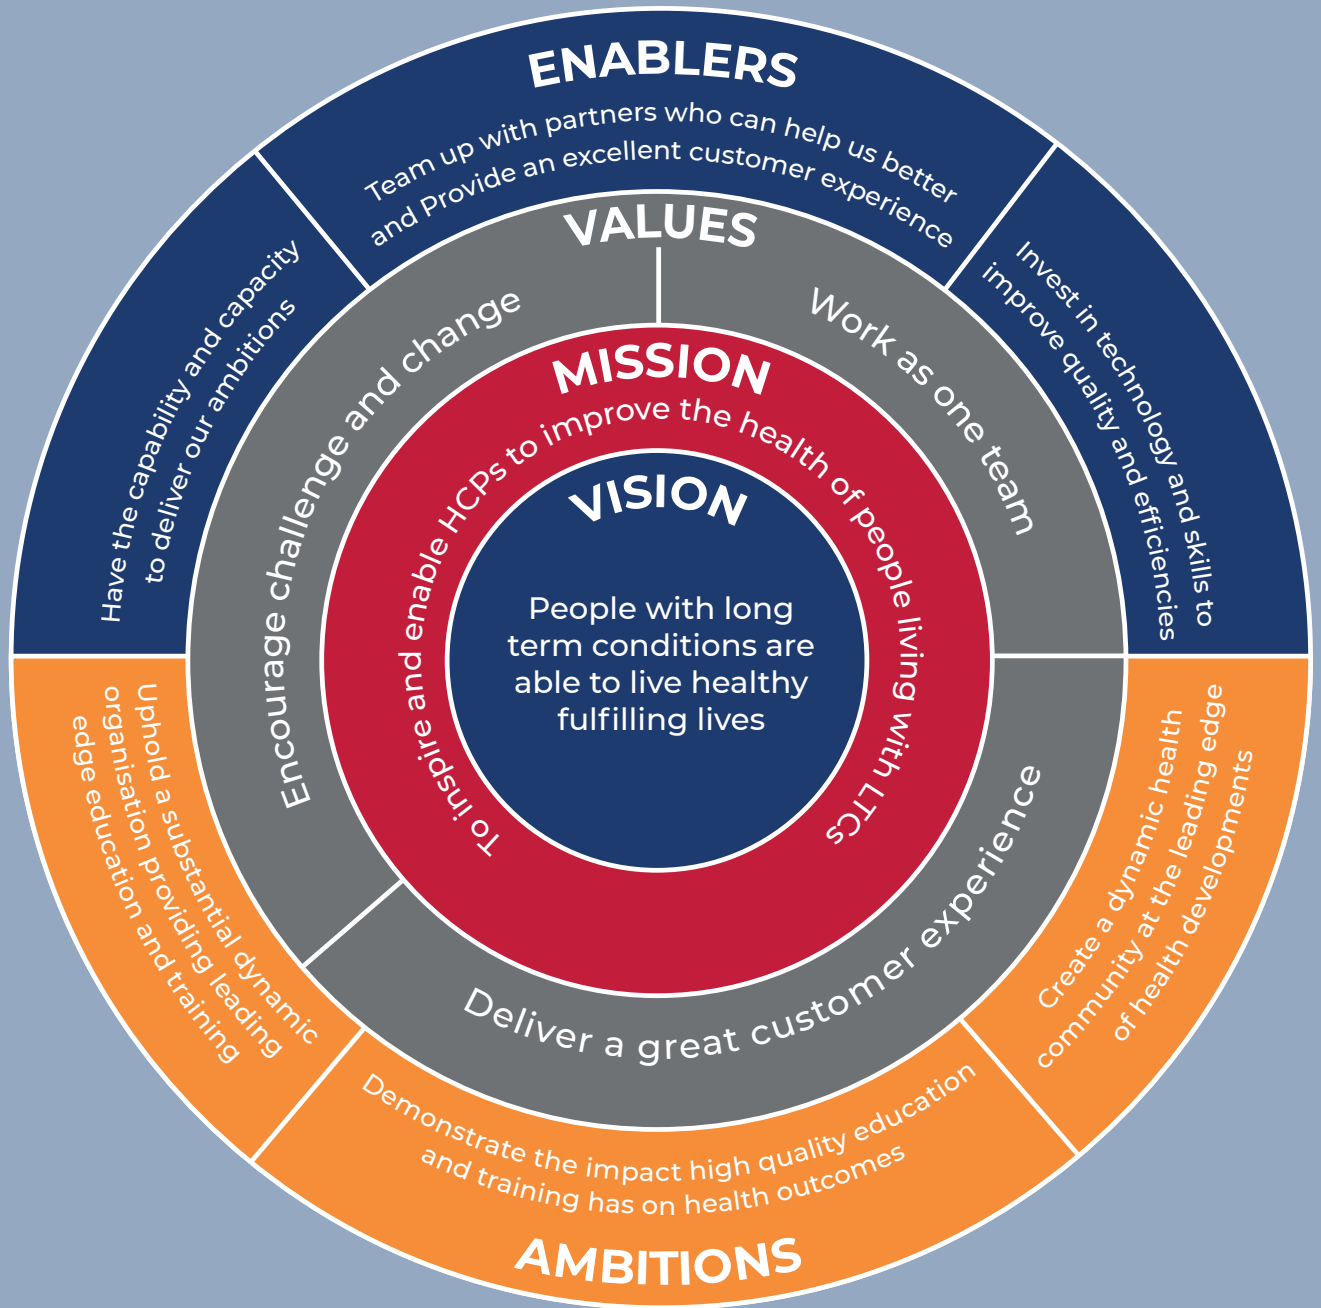 ENABLERS
Team up with partners who can help us better
and Provide an excellent customer experience
Have the capability and capacity
to deliver our ambitions
Invest in technology and skills to
improve quality and efficiencies
VALUES
Encourage challenge and change
Work as one team
Deliver a great customer experience
MISSION
To inspire and enable HCPs to improve the health of people living with LTCs
VISION
People with long
term conditions are
able to live healthy
fulfilling lives
Uphold a substantial dynamic
organisation providing leading
edge education and training
Create a dynamic health
community at the leading edge
of health developments
Demonstrate the impact high quality education
and training has on health outcomes
AMBITIONS